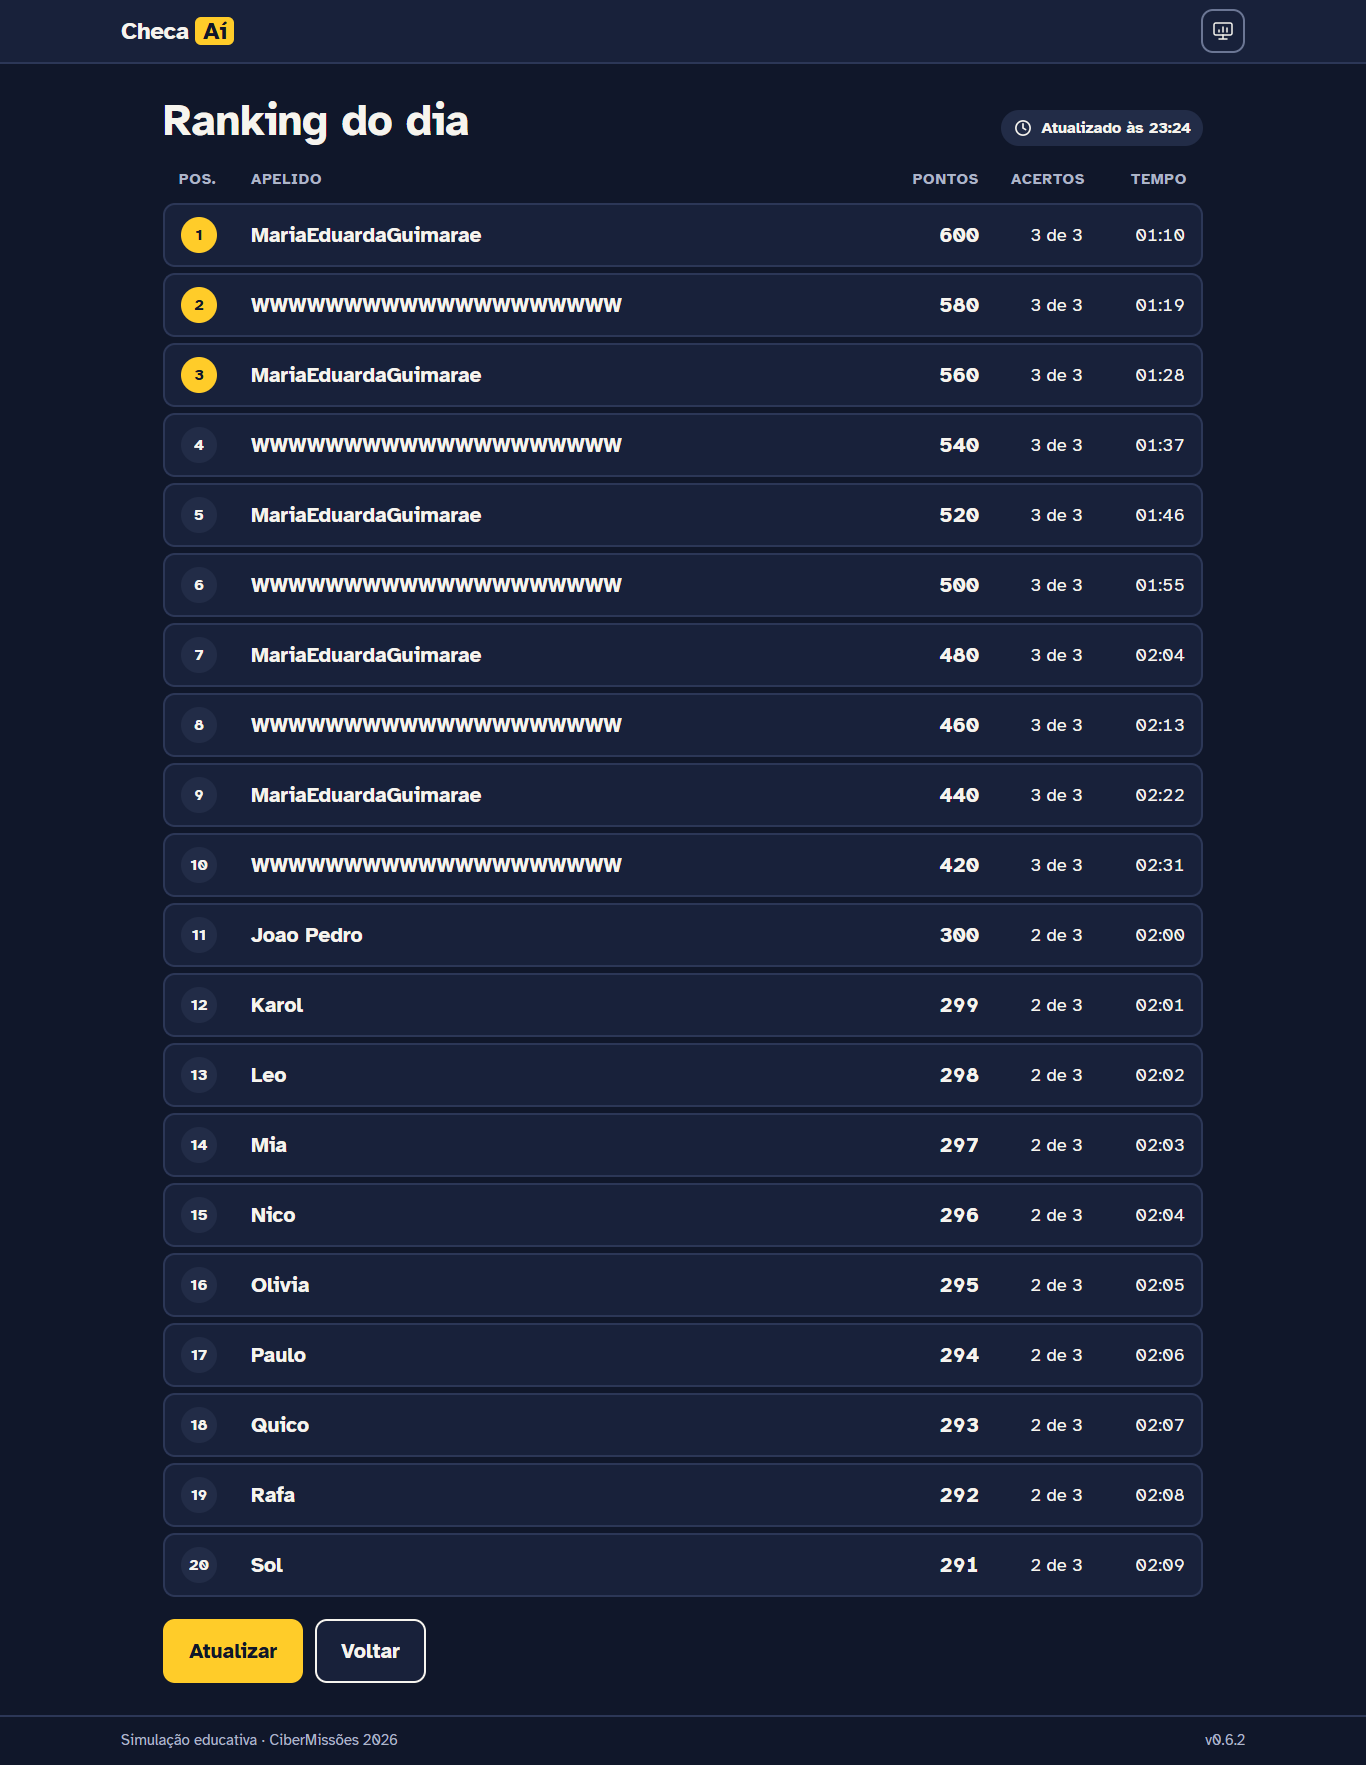 Checa Aí
Ranking do dia
Atualizado às 23:24
POS. APELIDO PONTOS ACERTOS TEMPO
1 MariaEduardaGuimarae 600 3 de 3 01:10
2 WWWWWWWWWWWWWWWWWWWW 580 3 de 3 01:19
3 MariaEduardaGuimarae 560 3 de 3 01:28
4 WWWWWWWWWWWWWWWWWWWW 540 3 de 3 01:37
5 MariaEduardaGuimarae 520 3 de 3 01:46
6 WWWWWWWWWWWWWWWWWWWW 500 3 de 3 01:55
7 MariaEduardaGuimarae 480 3 de 3 02:04
8 WWWWWWWWWWWWWWWWWWWW 460 3 de 3 02:13
9 MariaEduardaGuimarae 440 3 de 3 02:22
10 WWWWWWWWWWWWWWWWWWWW 420 3 de 3 02:31
11 Joao Pedro 300 2 de 3 02:00
12 Karol 299 2 de 3 02:01
13 Leo 298 2 de 3 02:02
14 Mia 297 2 de 3 02:03
15 Nico 296 2 de 3 02:04
16 Olivia 295 2 de 3 02:05
17 Paulo 294 2 de 3 02:06
18 Quico 293 2 de 3 02:07
19 Rafa 292 2 de 3 02:08
20 Sol 291 2 de 3 02:09
Atualizar Voltar
Simulação educativa · CiberMissões 2026 v0.6.2